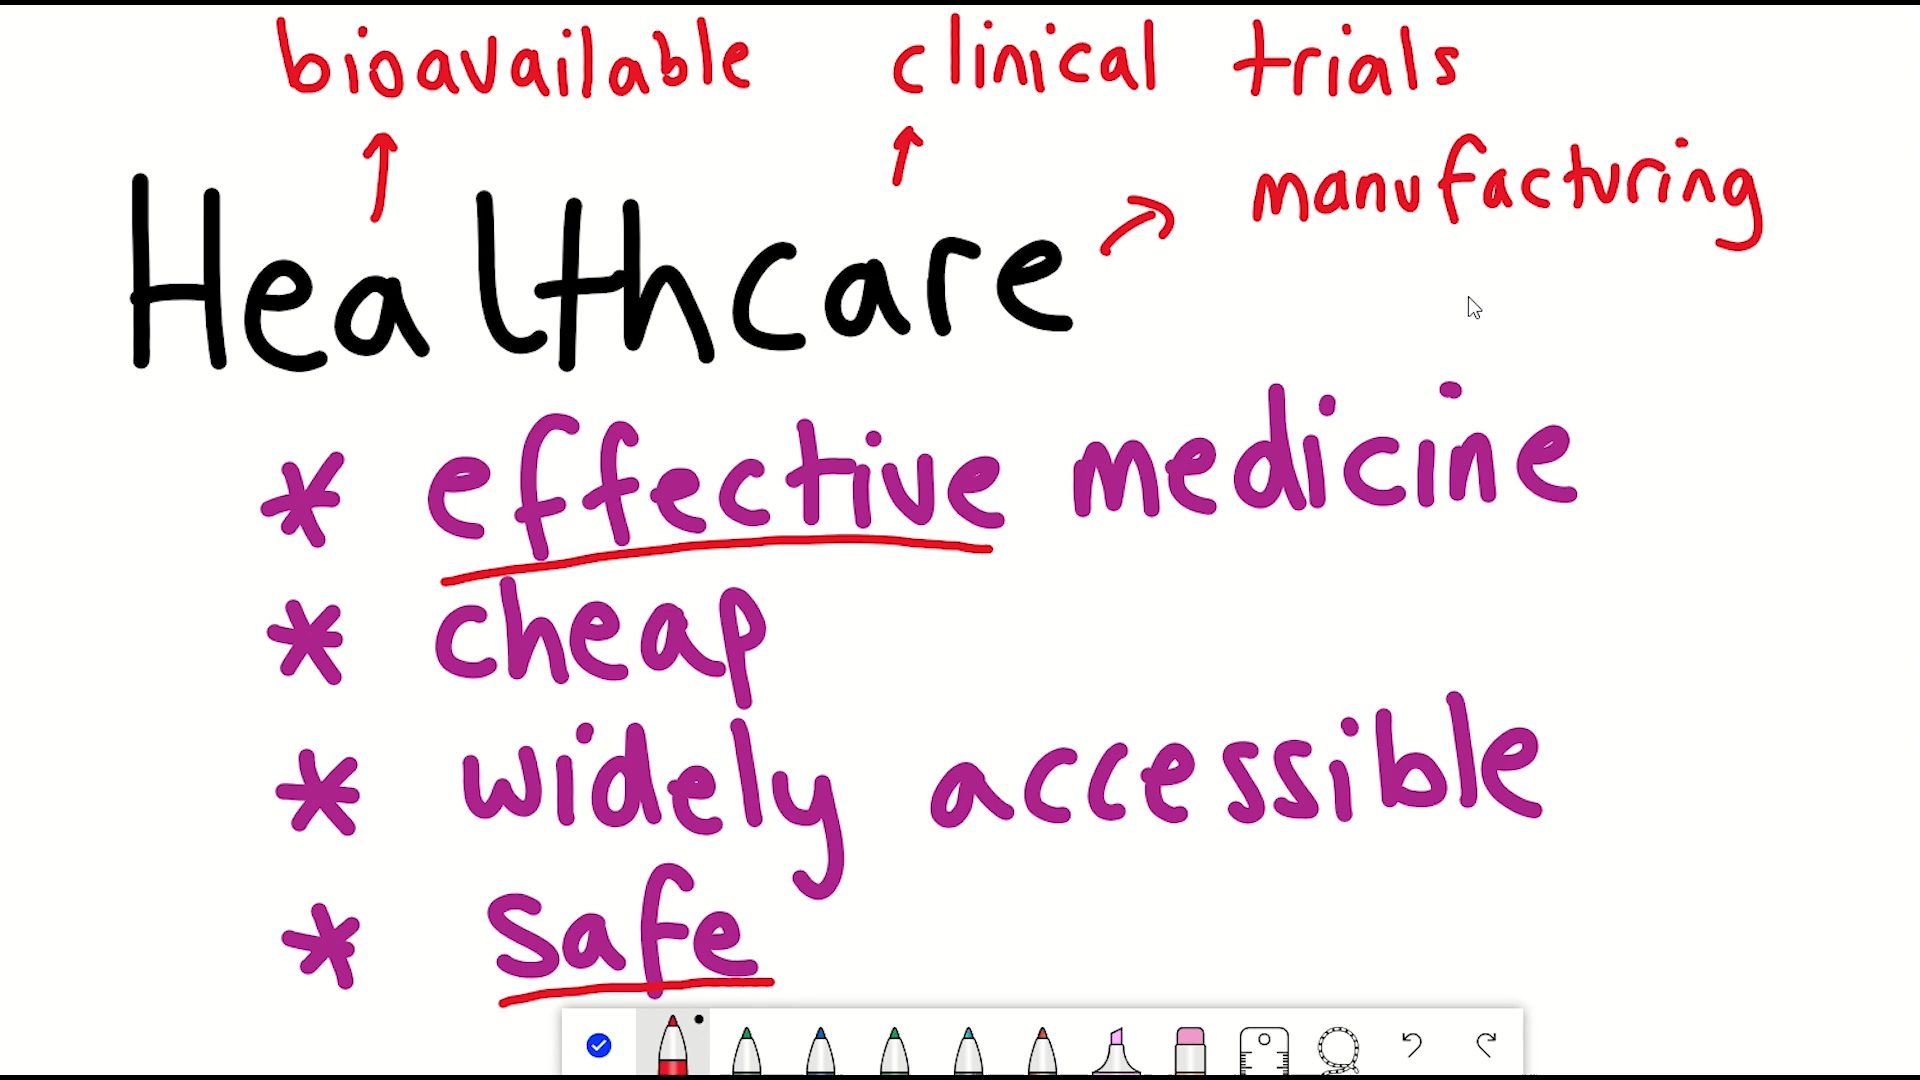 bioavailable clinical trials
manufacturing
Healthcare
* effective medicine
* cheap
* widely accessible
* safe